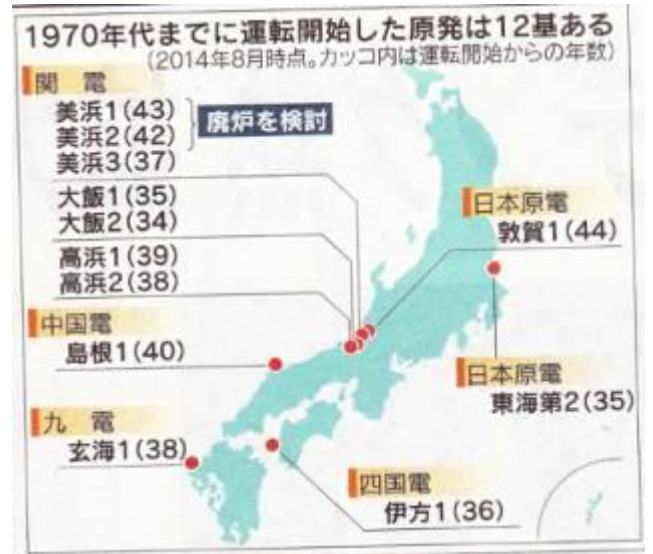 1970年代までに運転開始した原発は12基ある
(2014年8月時点。カッコ内は運転開始からの年数)
関　電
美浜1(43)
美浜2(42)
廃炉を検討
美浜3(37)
大飯1(35)
大飯2(34)
高浜1(39)
高浜2(38)
日本原電
敦賀1(44)
中国電
島根1(40)
日本原電
東海第2(35)
九　電
玄海1(38)
四国電
伊方1(36)